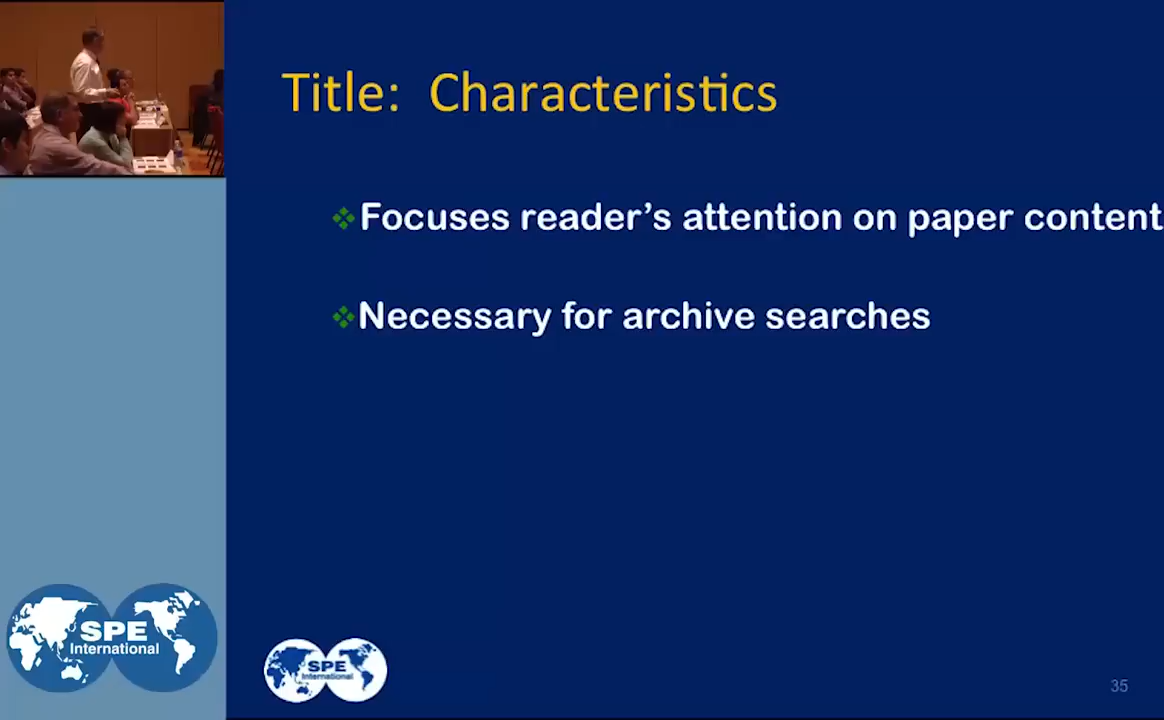 Title: Characteristics
❖Focuses reader’s attention on paper content
❖Necessary for archive searches
SPE
International
SPE
International
35